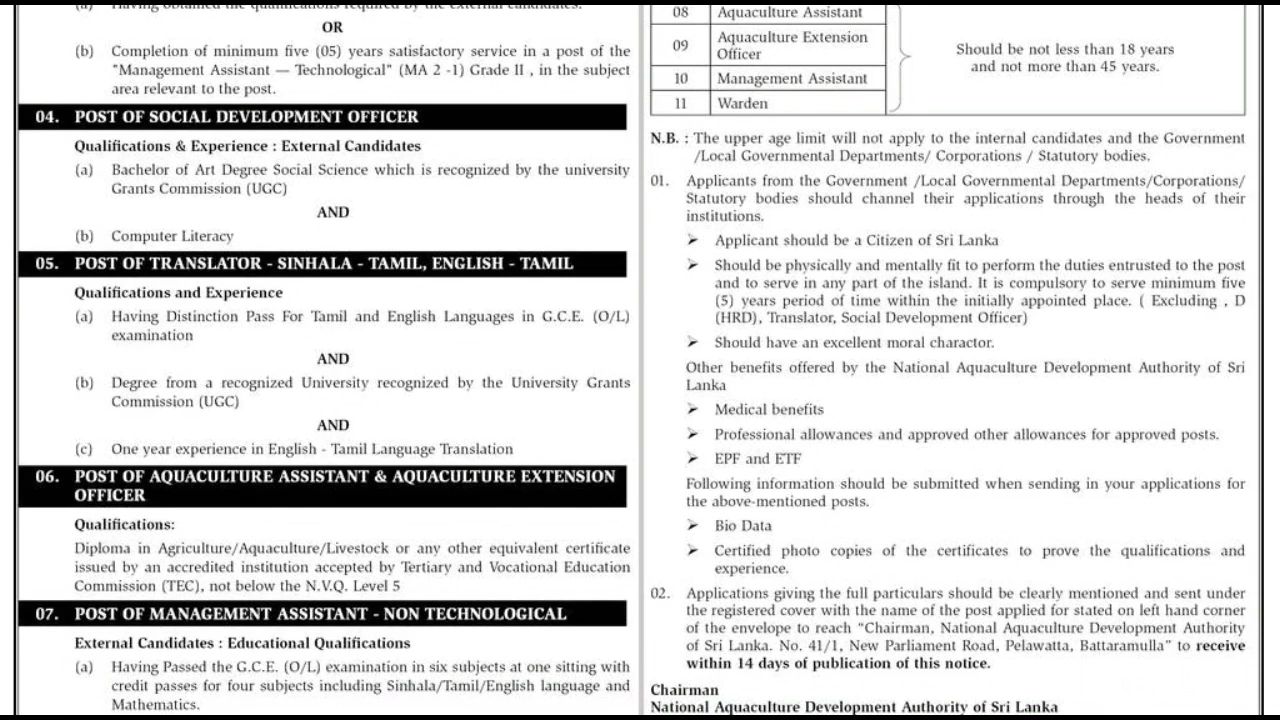 (a) Having obtained the qualifications required by the external candidates.
OR
(b) Completion of minimum five (05) years satisfactory service in a post of the
"Management Assistant — Technological" (MA 2 -1) Grade II , in the subject
area relevant to the post.
04. POST OF SOCIAL DEVELOPMENT OFFICER
Qualifications & Experience : External Candidates
(a) Bachelor of Art Degree Social Science which is recognized by the university
Grants Commission (UGC)
AND
(b) Computer Literacy
05. POST OF TRANSLATOR - SINHALA - TAMIL, ENGLISH - TAMIL
Qualifications and Experience
(a) Having Distinction Pass For Tamil and English Languages in G.C.E. (O/L)
examination
AND
(b) Degree from a recognized University recognized by the University Grants
Commission (UGC)
AND
(c) One year experience in English - Tamil Language Translation
06. POST OF AQUACULTURE ASSISTANT & AQUACULTURE EXTENSION
OFFICER
Qualifications:
Diploma in Agriculture/Aquaculture/Livestock or any other equivalent certificate
issued by an accredited institution accepted by Tertiary and Vocational Education
Commission (TEC), not below the N.V.Q. Level 5
07. POST OF MANAGEMENT ASSISTANT - NON TECHNOLOGICAL
External Candidates : Educational Qualifications
(a) Having Passed the G.C.E. (O/L) examination in six subjects at one sitting with
credit passes for four subjects including Sinhala/Tamil/English language and
Mathematics.
08 Aquaculture Assistant
09 Aquaculture Extension
Officer
10 Management Assistant
11 Warden
Should be not less than 18 years
and not more than 45 years.
N.B. : The upper age limit will not apply to the internal candidates and the Government
/Local Governmental Departments/ Corporations / Statutory bodies.
01. Applicants from the Government /Local Governmental Departments/Corporations/
Statutory bodies should channel their applications through the heads of their
institutions.
➢ Applicant should be a Citizen of Sri Lanka
➢ Should be physically and mentally fit to perform the duties entrusted to the post
and to serve in any part of the island. It is compulsory to serve minimum five
(5) years period of time within the initially appointed place. ( Excluding , D
(HRD), Translator, Social Development Officer)
➢ Should have an excellent moral charactor.
Other benefits offered by the National Aquaculture Development Authority of Sri
Lanka
➢ Medical benefits
➢ Professional allowances and approved other allowances for approved posts.
➢ EPF and ETF
Following information should be submitted when sending in your applications for
the above-mentioned posts.
➢ Bio Data
➢ Certified photo copies of the certificates to prove the qualifications and
experience.
02. Applications giving the full particulars should be clearly mentioned and sent under
the registered cover with the name of the post applied for stated on left hand corner
of the envelope to reach “Chairman, National Aquaculture Development Authority
of Sri Lanka. No. 41/1, New Parliament Road, Pelawatta, Battaramulla” to receive
within 14 days of publication of this notice.
Chairman
National Aquaculture Development Authority of Sri Lanka